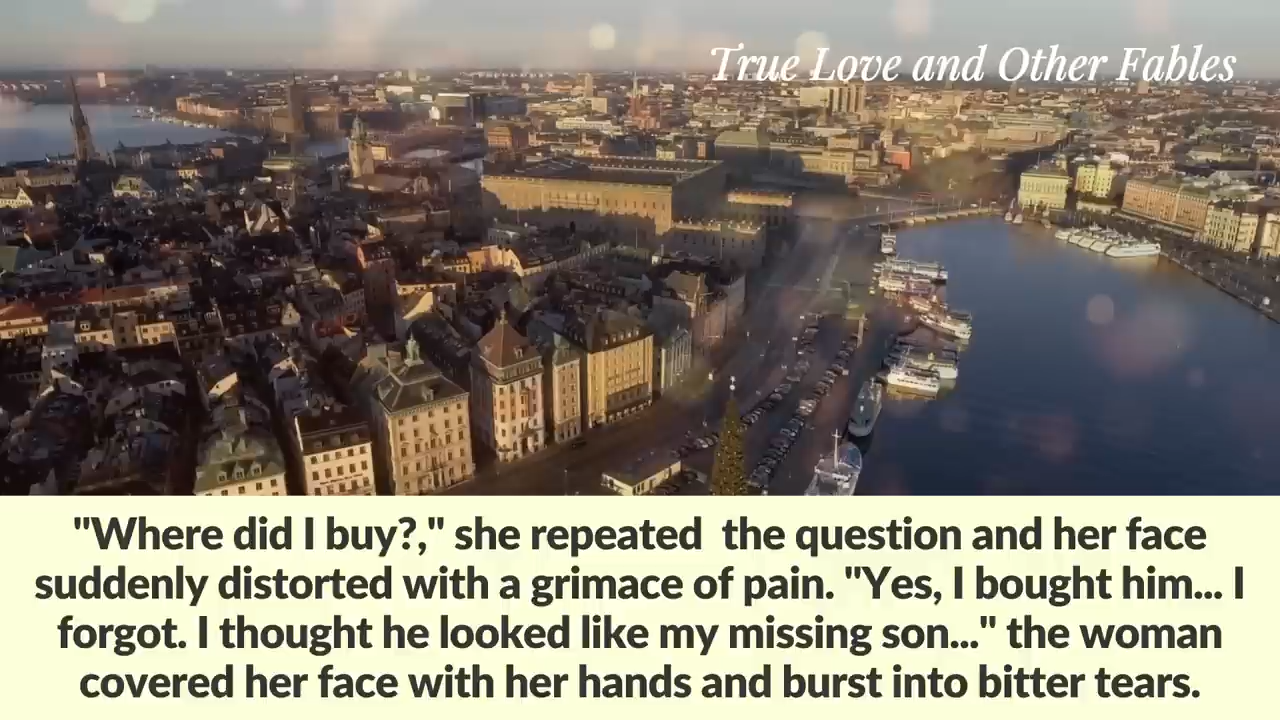 True Love and Other Fables
"Where did I buy?," she repeated  the question and her face
suddenly distorted with a grimace of pain. "Yes, I bought him... I
forgot. I thought he looked like my missing son..." the woman
covered her face with her hands and burst into bitter tears.